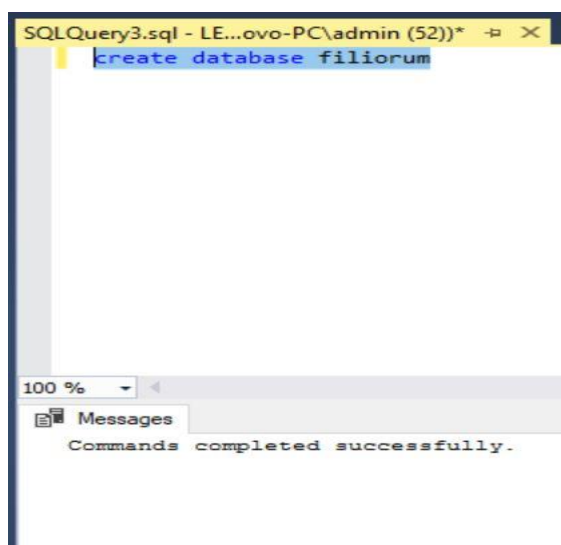 SQLQuery3.sql - LE...ovo-PC\admin (52))*
create database filiorum
100 %
Messages
Commands completed successfully.